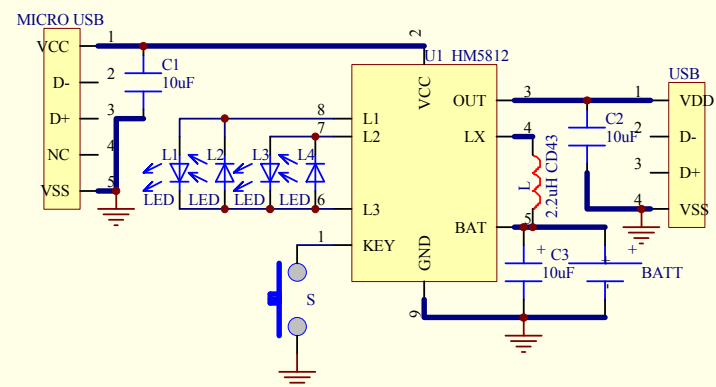 MICRO USB
VCC 1
D- 2
D+ 3
NC 4
VSS 5
C1
10uF
2
U1 HM5812
VCC
OUT 3
LX 4
BAT 5
GND
9
L1 8
L2 7
L3 6
KEY 1
L1 L2 L3 L4
LED LED LED LED
S
L
2.2uH CD43
C2
10uF
USB
1 VDD
2 D-
3 D+
4 VSS
+ C3
10uF
+
+
-
BATT